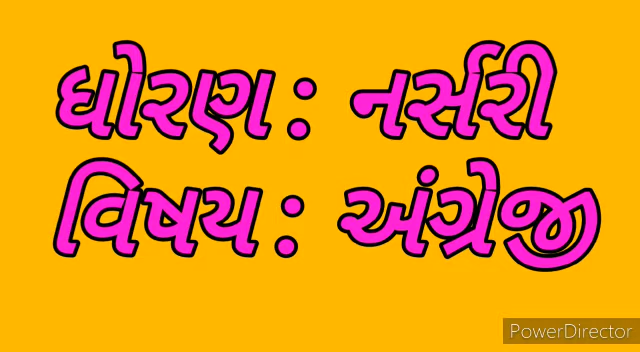 ધોરણ : નર્સરી
વિષય : અંગ્રેજી
PowerDirector